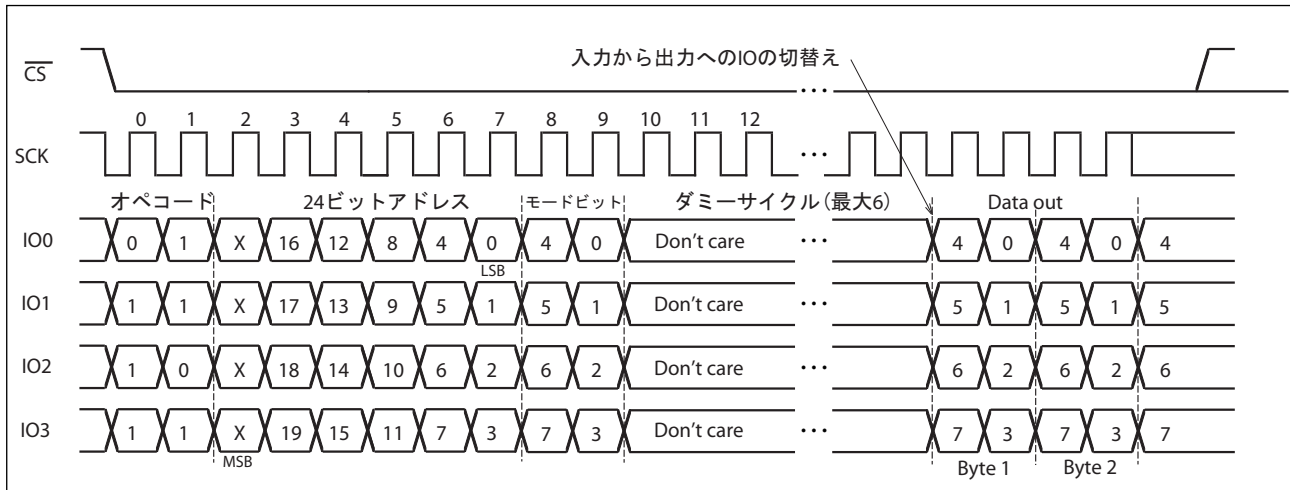 入力から出力へのIOの切替え
CS
...
0 1 2 3 4 5 6 7 8 9 10 11 12
SCK
...
オペコード 24ビットアドレス モードビット ダミーサイクル(最大6) Data out
IO0 0 1 X 16 12 8 4 0 4 0 Don't care ... 4 0 4 0 4
LSB
IO1 1 1 X 17 13 9 5 1 5 1 Don't care ... 5 1 5 1 5
IO2 1 0 X 18 14 10 6 2 6 2 Don't care ... 6 2 6 2 6
IO3 1 1 X 19 15 11 7 3 7 3 Don't care ... 7 3 7 3 7
MSB
Byte 1 Byte 2